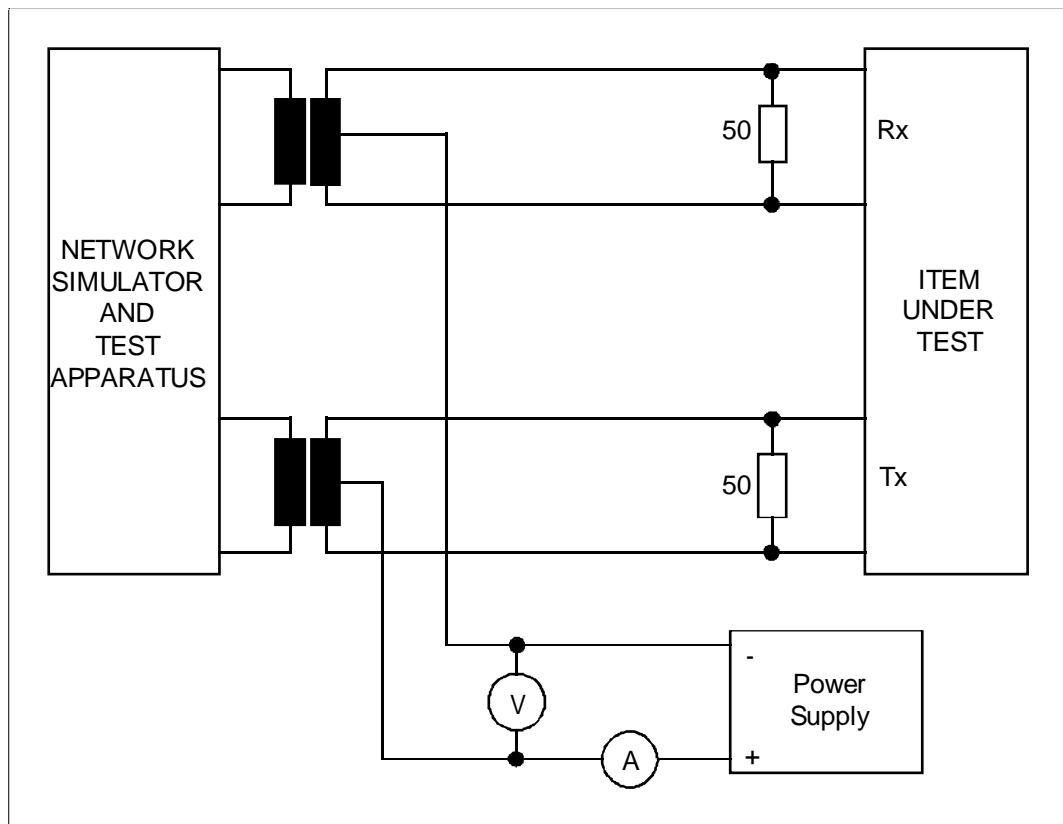 50
Rx
NETWORK
SIMULATOR
AND
TEST
APPARATUS
ITEM
UNDER
TEST
50
Tx
-
Power
Supply
V
A
+